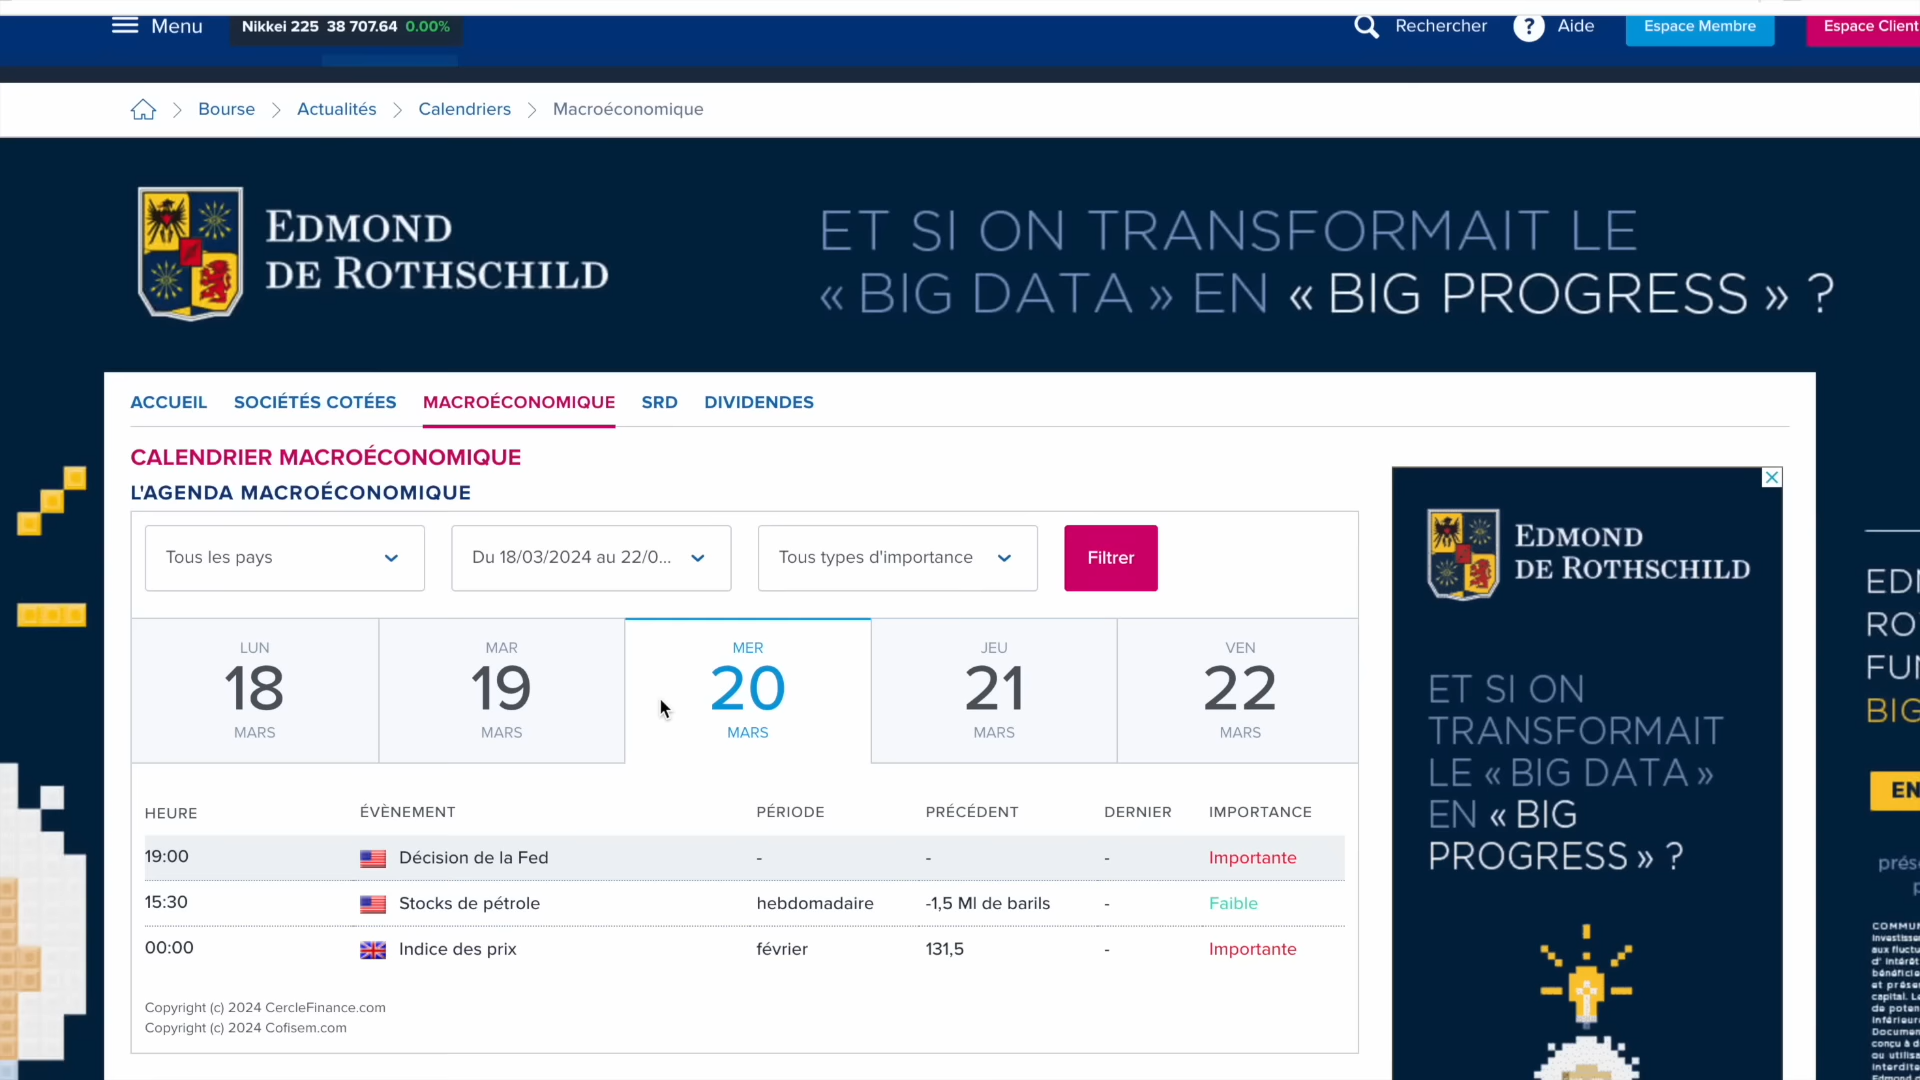 Menu
Nikkei 225 38 707.64 0.00%
Rechercher
? Aide
Espace Membre
Espace Client
Bourse
Actualités
Calendriers
Macroéconomique
EDMOND
DE ROTHSCHILD
ET SI ON TRANSFORMAIT LE
« BIG DATA » EN « BIG PROGRESS » ?
ACCUEIL
SOCIÉTÉS COTÉES
MACROÉCONOMIQUE
SRD
DIVIDENDES
CALENDRIER MACROÉCONOMIQUE
L'AGENDA MACROÉCONOMIQUE
Tous les pays
Du 18/03/2024 au 22/0...
Tous types d'importance
Filtrer
LUN
18
MARS
MAR
19
MARS
MER
20
MARS
JEU
21
MARS
VEN
22
MARS
HEURE ÉVÈNEMENT PÉRIODE PRÉCÉDENT DERNIER IMPORTANCE
19:00 Décision de la Fed - - - Importante
15:30 Stocks de pétrole hebdomadaire -1,5 Ml de barils - Faible
00:00 Indice des prix février 131,5 - Importante
Copyright (c) 2024 CercleFinance.com
Copyright (c) 2024 Cofisem.com
EDMOND
DE ROTHSCHILD
ET SI ON
TRANSFORMAIT
LE « BIG DATA »
EN « BIG
PROGRESS » ?
BIG